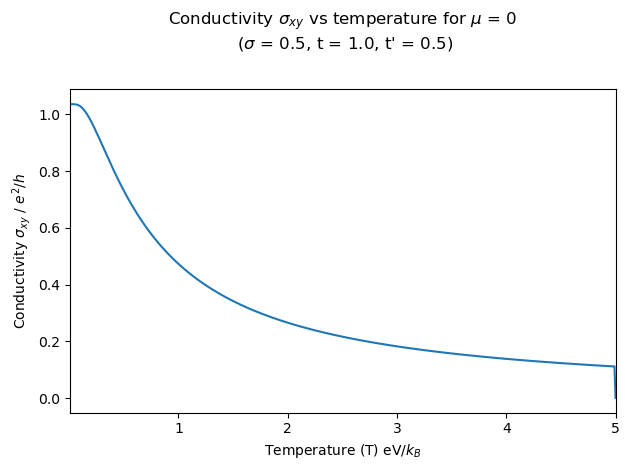 Conductivity σxy vs temperature for μ = 0
(σ = 0.5, t = 1.0, t' = 0.5)
1.0
0.8
0.6
0.4
0.2
0.0
Conductivity σxy / e²/h
1 2 3 4 5
Temperature (T) eV/kB